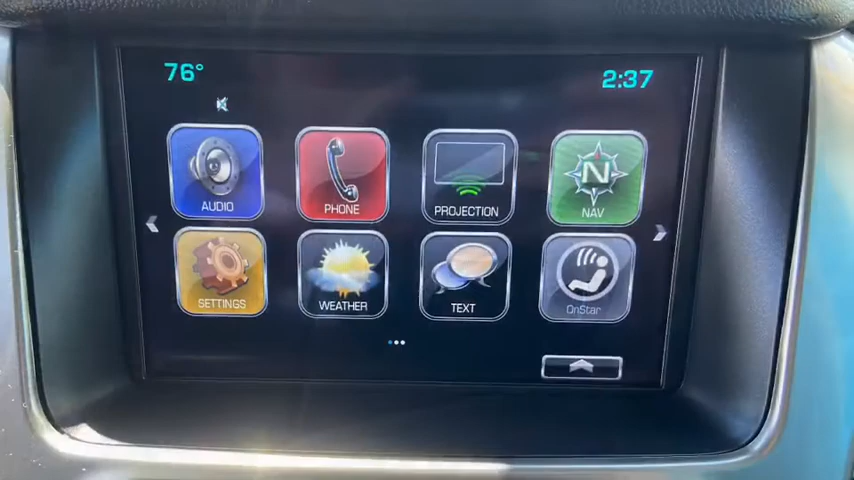 76°
2:37
AUDIO
PHONE
PROJECTION
N
NAV
SETTINGS
WEATHER
TEXT
OnStar